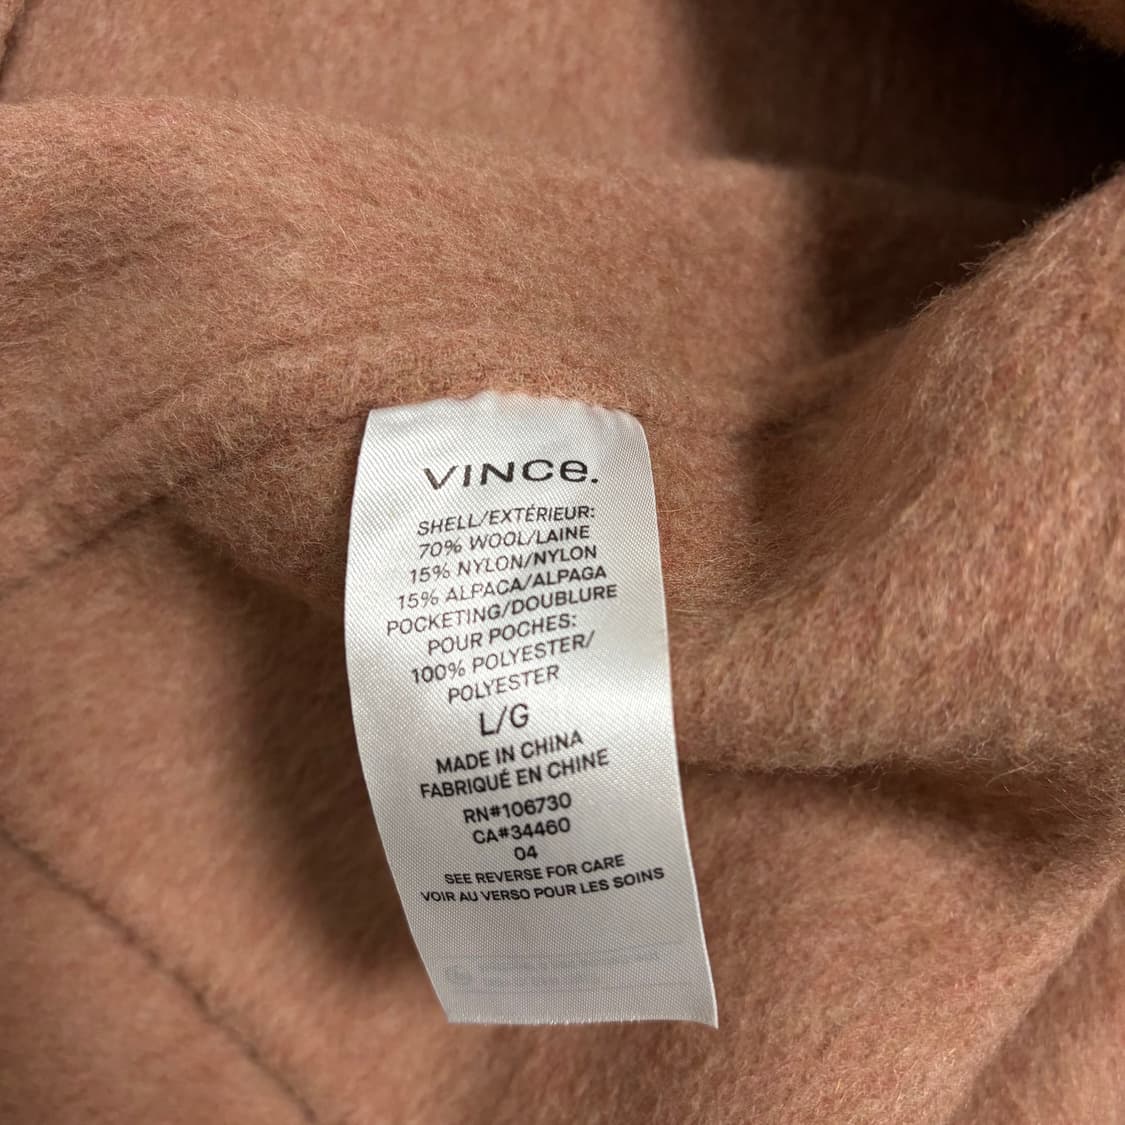 VINCe.
SHELL/EXTÉRIEUR:
70% WOOL/LAINE
15% NYLON/NYLON
15% ALPACA/ALPAGA
POCKETING/DOUBLURE
POUR POCHES:
100% POLYESTER/
POLYESTER
L/G
MADE IN CHINA
FABRIQUÉ EN CHINE
RN#106730
CA#34460
04
SEE REVERSE FOR CARE
VOIR AU VERSO POUR LES SOINS